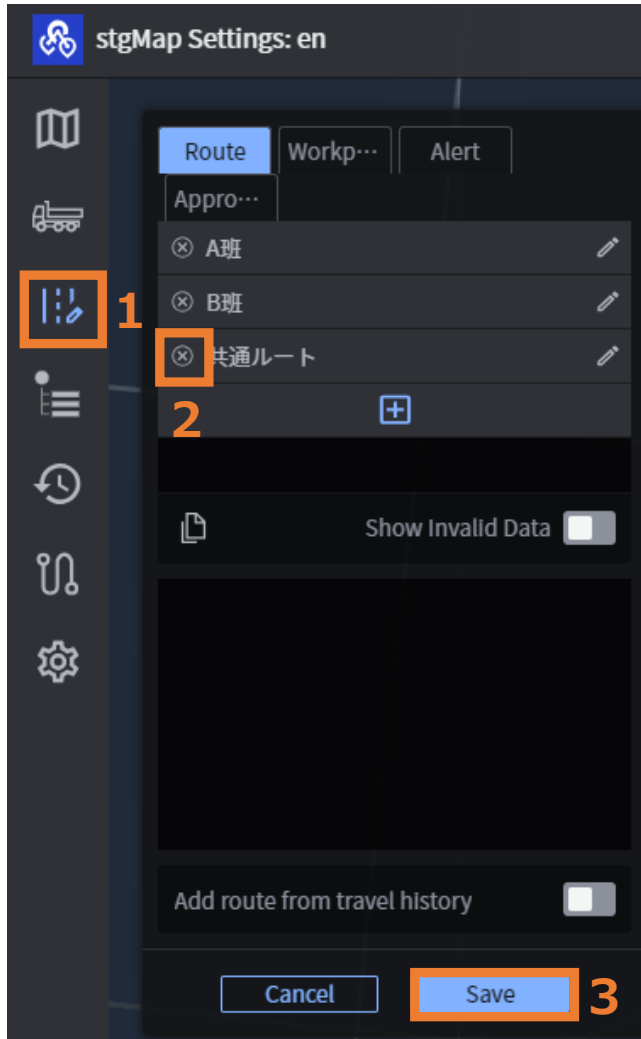 stgMap Settings: en
Route
Workp…
Alert
Appro…
A班
1
B班
共通ルート
2
Show Invalid Data
Add route from travel history
Cancel
Save
3